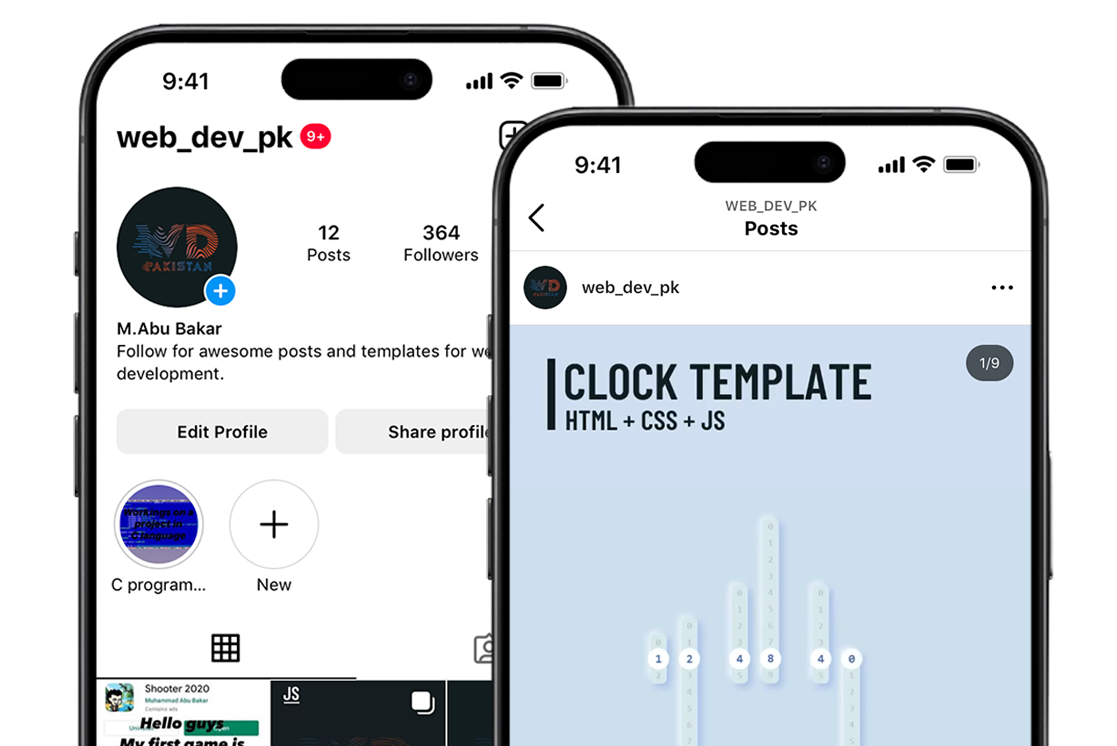 9:41
web_dev_pk 9+
WD
PAKISTAN
12
Posts
364
Followers
M.Abu Bakar
Follow for awesome posts and templates for we
development.
Edit Profile
Share profile
Workings on a
project in
C language
C program...
New
Shooter 2020
Muhammad Abu Bakar
Contains ads
Hello guys
My first game is
JS
9:41
WEB_DEV_PK
Posts
web_dev_pk
1/9
CLOCK TEMPLATE
HTML + CSS + JS
1 2 4 8 4 0